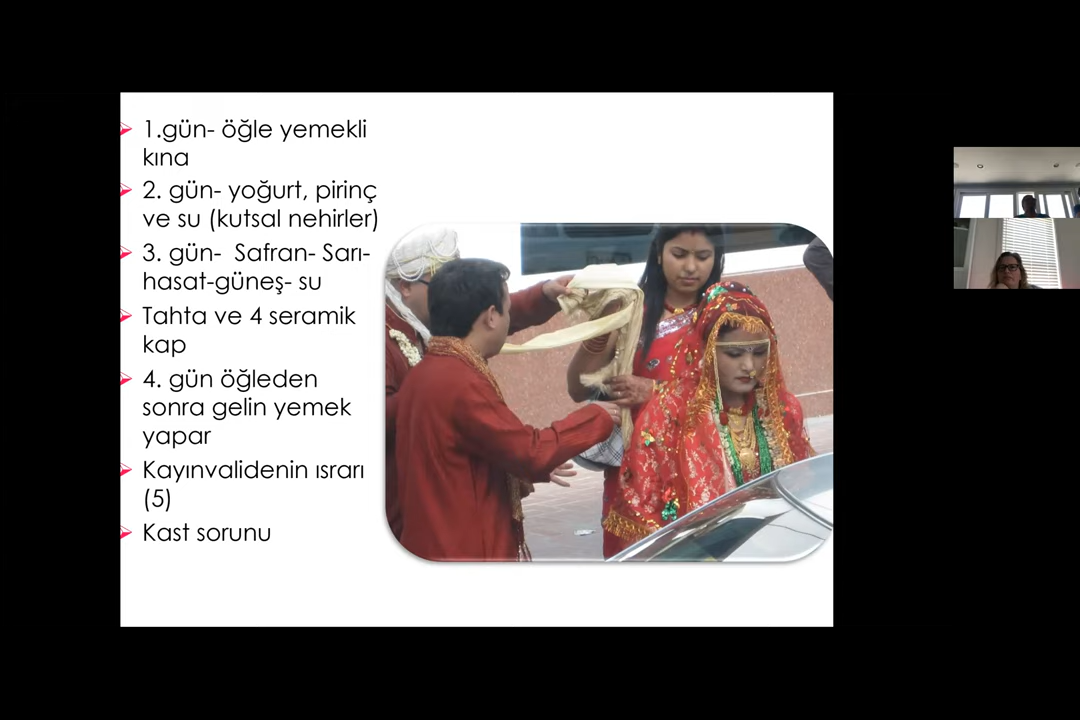 1.gün- öğle yemekli
kına
2. gün- yoğurt, pirinç
ve su (kutsal nehirler)
3. gün-  Safran- Sarı-
hasat-güneş- su
Tahta ve 4 seramik
kap
4. gün öğleden
sonra gelin yemek
yapar
Kayınvalidenin ısrarı
(5)
Kast sorunu